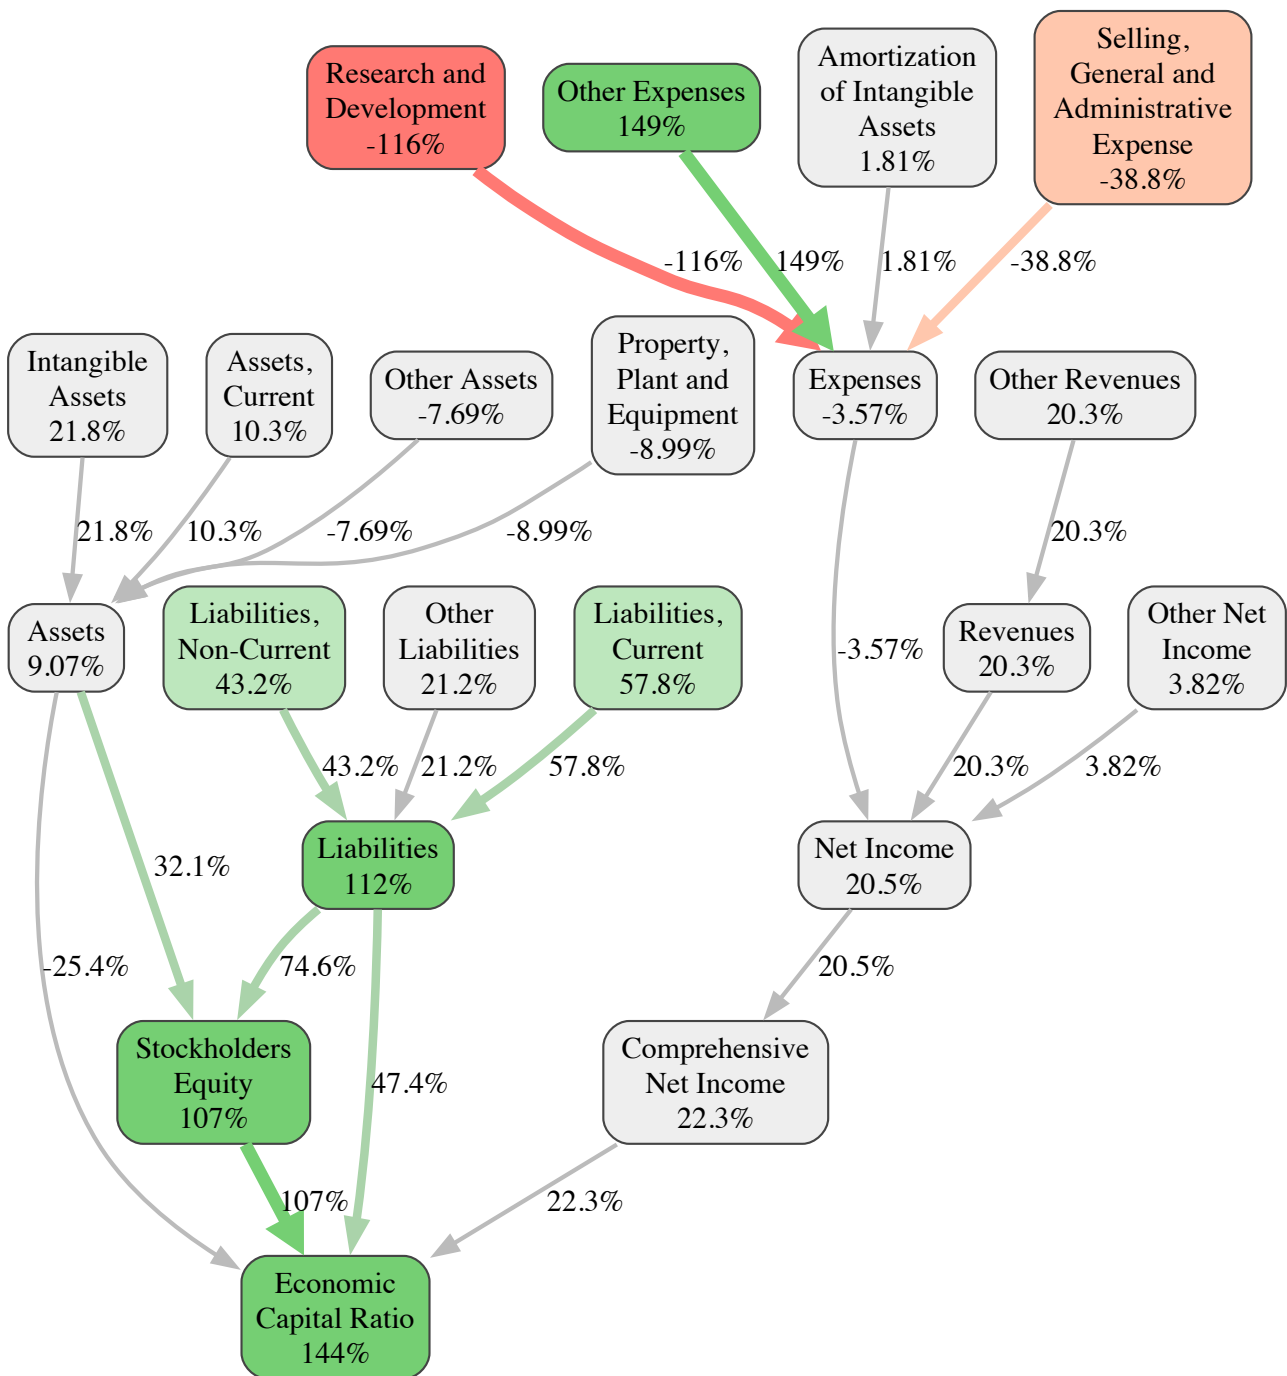 Research and
Development
-116%
Other Expenses
149%
Amortization
of Intangible
Assets
1.81%
Selling,
General and
Administrative
Expense
-38.8%
-116%
149%
1.81%
-38.8%
Intangible
Assets
21.8%
Assets,
Current
10.3%
Other Assets
-7.69%
Property,
Plant and
Equipment
-8.99%
Expenses
-3.57%
Other Revenues
20.3%
21.8%
10.3%
-7.69%
-8.99%
20.3%
Assets
9.07%
Liabilities,
Non-Current
43.2%
Other
Liabilities
21.2%
Liabilities,
Current
57.8%
-3.57%
Revenues
20.3%
Other Net
Income
3.82%
43.2%
21.2%
57.8%
20.3%
3.82%
32.1%
Liabilities
112%
Net Income
20.5%
-25.4%
74.6%
20.5%
Stockholders
Equity
107%
47.4%
Comprehensive
Net Income
22.3%
107%
22.3%
Economic
Capital Ratio
144%